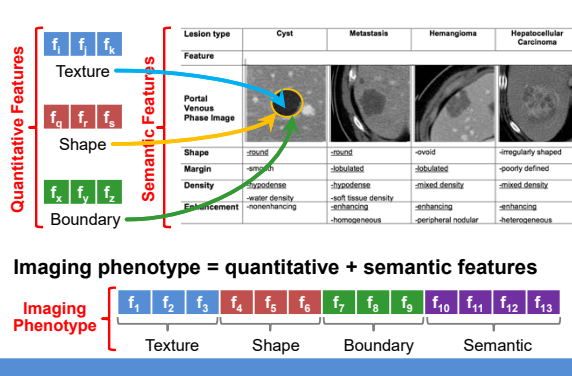 Quantitative Features
fi fj fk
Texture
fq fr fs
Shape
fx fy fz
Boundary
Semantic Features
Lesion type Cyst Metastasis Hemangioma Hepatocellular Carcinoma
Feature
Portal Venous Phase Image
Shape -round -round -ovoid -irregularly shaped
Margin -smooth -lobulated -lobulated -poorly defined
Density -hypodense -hypodense -mixed density -mixed density
-water density -soft tissue density
Enhancement -nonenhancing -enhancing -enhancing -enhancing
-homogeneous -peripheral nodular -heterogeneous
Imaging phenotype = quantitative + semantic features
Imaging Phenotype
f1 f2 f3 f4 f5 f6 f7 f8 f9 f10 f11 f12 f13
Texture Shape Boundary Semantic